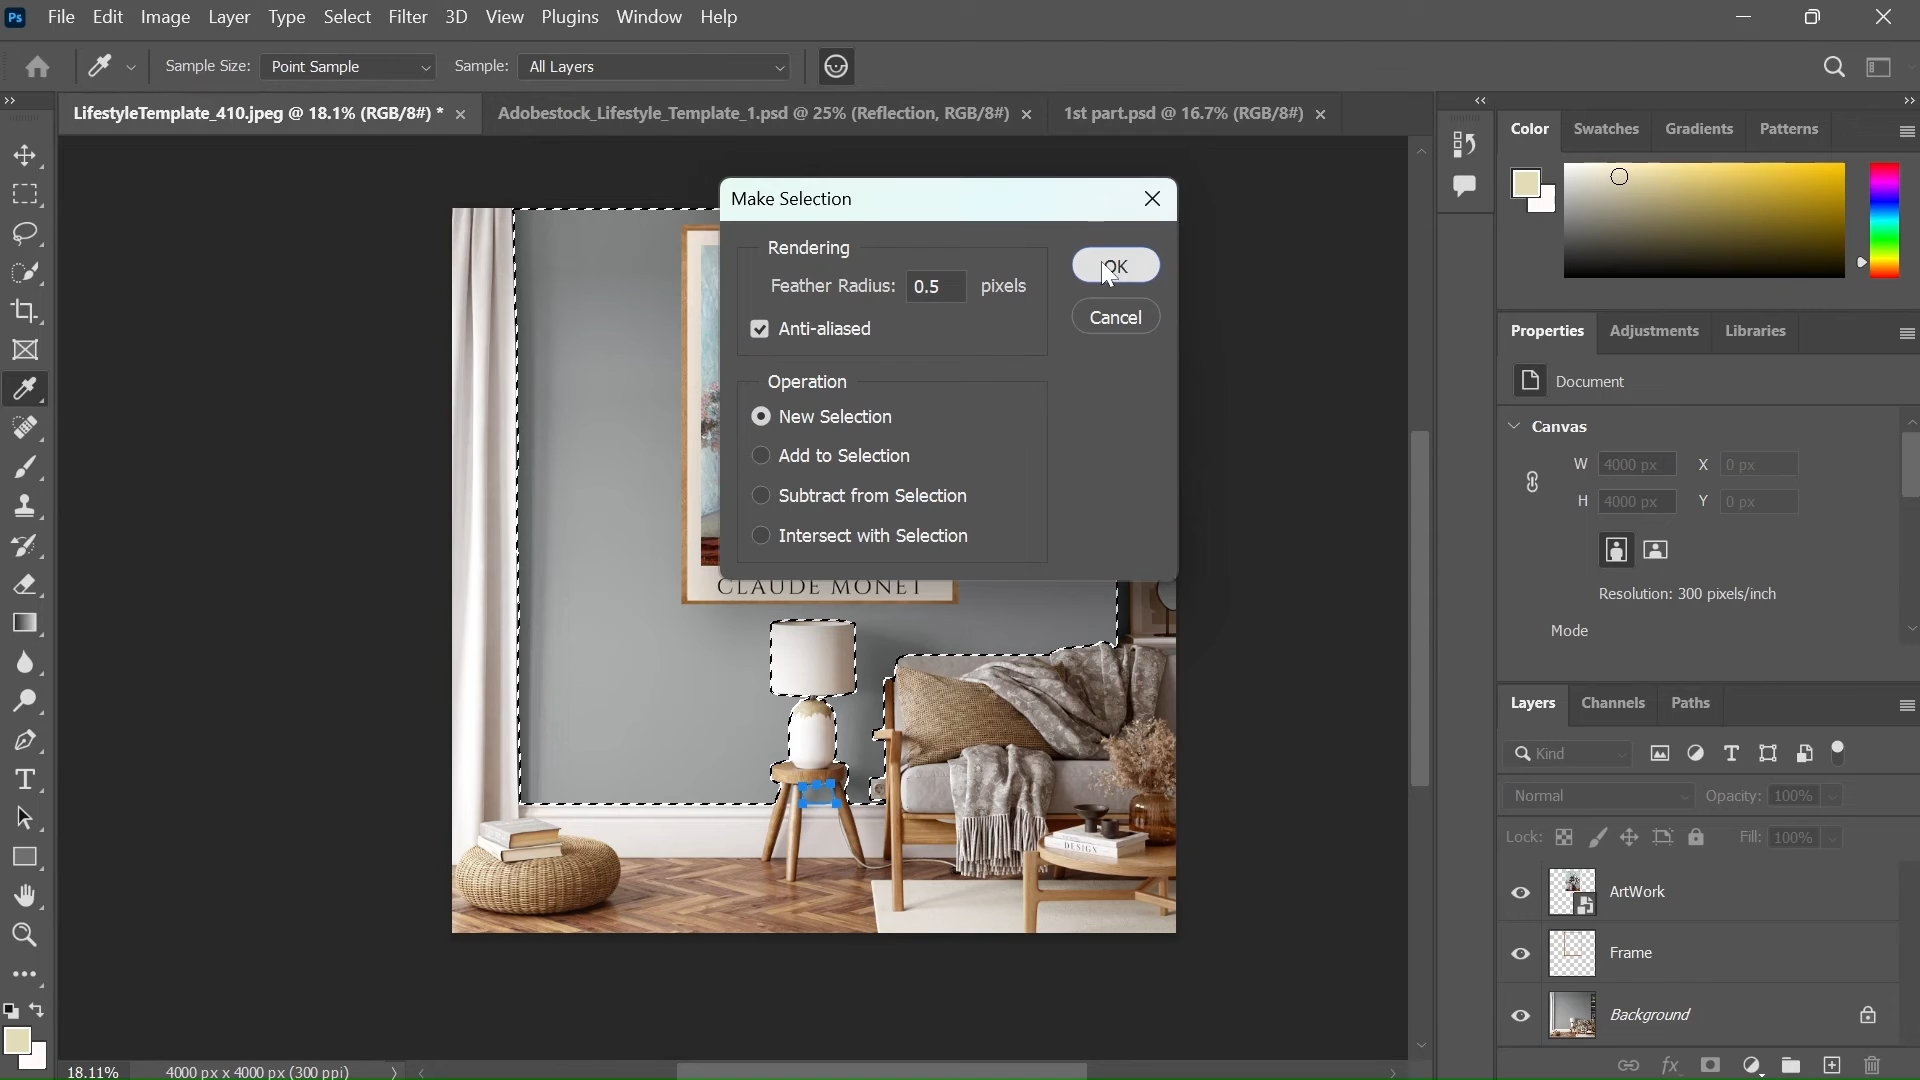 Ps File Edit Image Layer Type Select Filter 3D View Plugins Window Help
Sample Size: Point Sample Sample: All Layers
LifestyleTemplate_410.jpeg @ 18.1% (RGB/8#) * Adobestock_Lifestyle_Template_1.psd @ 25% (Reflection, RGB/8#) 1st part.psd @ 16.7% (RGB/8#)
Make Selection
Rendering
Feather Radius: 0.5 pixels
Anti-aliased
OK
Cancel
Operation
New Selection
Add to Selection
Subtract from Selection
Intersect with Selection
CLAUDE MONET
DESIGN
Color Swatches Gradients Patterns
Properties Adjustments Libraries
Document
Canvas
W 4000 px X 0 px
H 4000 px Y 0 px
Resolution: 300 pixels/inch
Mode
Layers Channels Paths
Kind
Normal Opacity: 100%
Lock: Fill: 100%
ArtWork
Frame
Background
18.11% 4000 px x 4000 px (300 ppi)